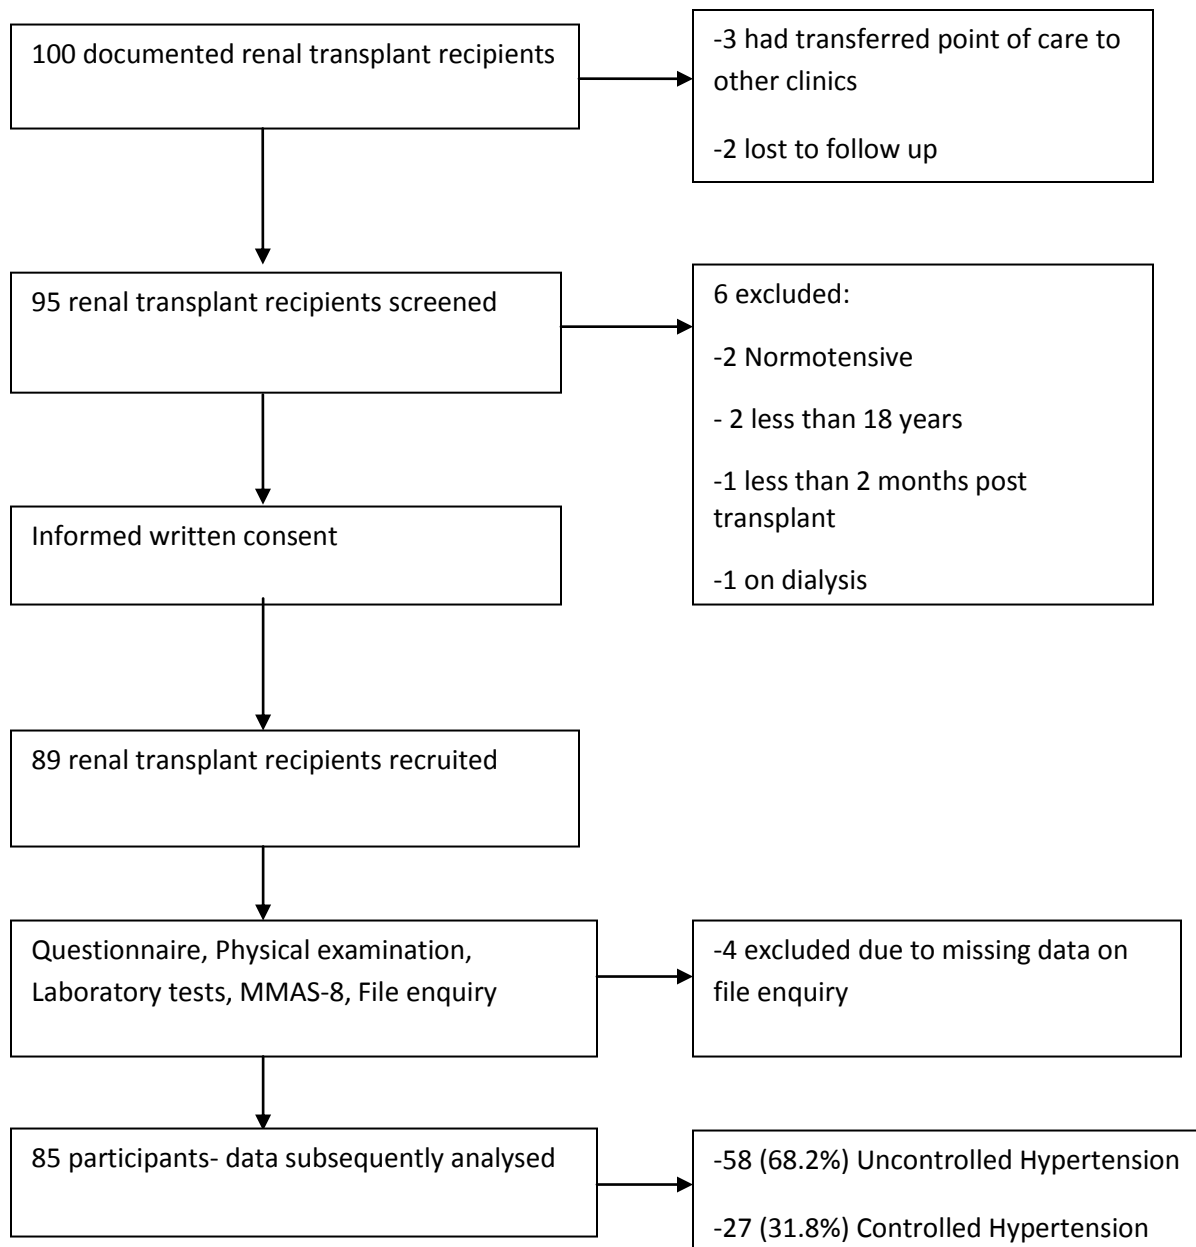 100 documented renal transplant recipients
-3 had transferred point of care to
other clinics
-2 lost to follow up
95 renal transplant recipients screened
6 excluded:
-2 Normotensive
- 2 less than 18 years
-1 less than 2 months post
transplant
-1 on dialysis
Informed written consent
89 renal transplant recipients recruited
Questionnaire, Physical examination,
Laboratory tests, MMAS-8, File enquiry
-4 excluded due to missing data on
file enquiry
85 participants- data subsequently analysed
-58 (68.2%) Uncontrolled Hypertension
-27 (31.8%) Controlled Hypertension